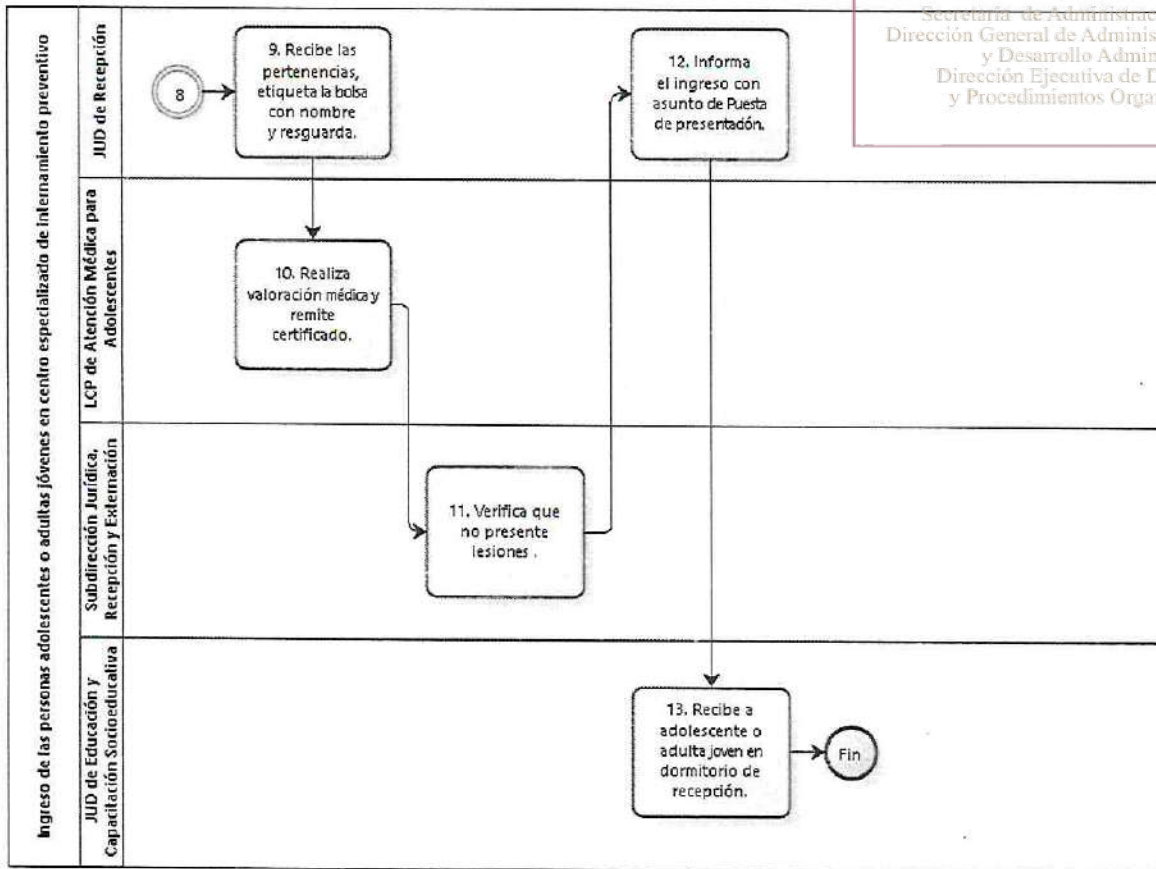 Secretaría de Administrac
Dirección General de Adminis
y Desarrollo Admin
Dirección Ejecutiva de D
y Procedimientos Orga
Ingreso de las personas adolescentes o adultas jóvenes en centro especializado de internamiento preventivo
JUD de Recepción
8
9. Recibe las
pertenencias,
etiqueta la bolsa
con nombre
y resguarda.
12. Informa
el ingreso con
asunto de Puesta
de presentación.
LCP de Atención Médica para
Adolescentes
10. Realiza
valoración médica y
remite
certificado.
Subdirección Jurídica,
Recepción y Externación
11. Verifica que
no presente
lesiones .
JUD de Educación y
Capacitación Socioeducativa
13. Recibe a
adolescente o
adulta joven en
dormitorio de
recepción.
Fin